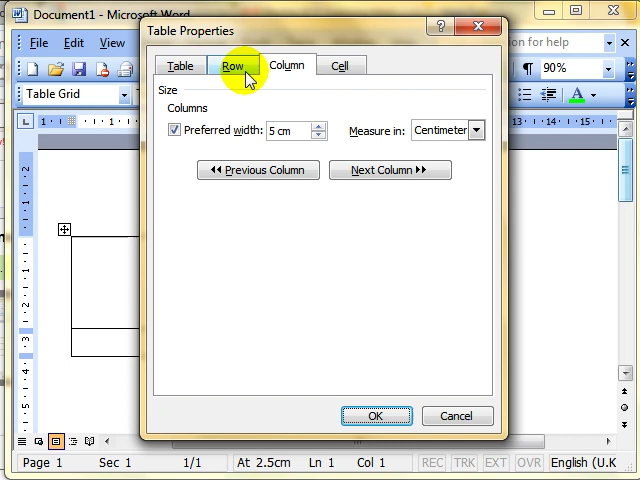 Document1 - Microsoft Word
Table Properties
File Edit View
ion for help
Table Row Column Cell
90%
Table Grid
Size
Columns
Preferred width: 5 cm Measure in: Centimeter
Previous Column Next Column
OK Cancel
Page 1 Sec 1 1/1 At 2.5cm Ln 1 Col 1 REC TRK EXT OVR English (U.K